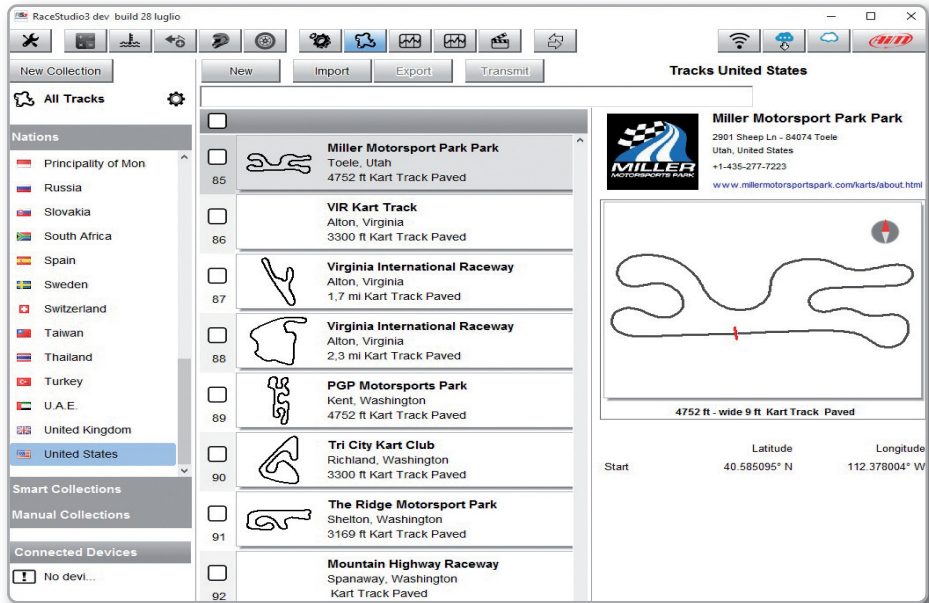 RaceStudio3 dev build 28 luglio
AiM
New Collection
New
Import
Export
Transmit
Tracks United States
All Tracks
Nations
Principality of Mon
Russia
Slovakia
South Africa
Spain
Sweden
Switzerland
Taiwan
Thailand
Turkey
U.A.E.
United Kingdom
United States
Smart Collections
Manual Collections
Connected Devices
No devi...
Miller Motorsport Park Park
Toele, Utah
85
4752 ft Kart Track Paved
VIR Kart Track
Alton, Virginia
86
3300 ft Kart Track Paved
Virginia International Raceway
Alton, Virginia
87
1,7 mi Kart Track Paved
Virginia International Raceway
Alton, Virginia
88
2,3 mi Kart Track Paved
PGP Motorsports Park
Kent, Washington
89
4752 ft Kart Track Paved
Tri City Kart Club
Richland, Washington
90
3300 ft Kart Track Paved
The Ridge Motorsport Park
Shelton, Washington
91
3169 ft Kart Track Paved
Mountain Highway Raceway
Spanaway, Washington
92
Kart Track Paved
MILLER
MOTORSPORTS PARK
Miller Motorsport Park Park
2901 Sheep Ln - 84074 Toele
Utah, United States
+1-435-277-7223
www.millermotorsportspark.com/karts/about.html
4752 ft - wide 9 ft Kart Track Paved
Latitude Longitude
Start 40.585095° N 112.378004° W